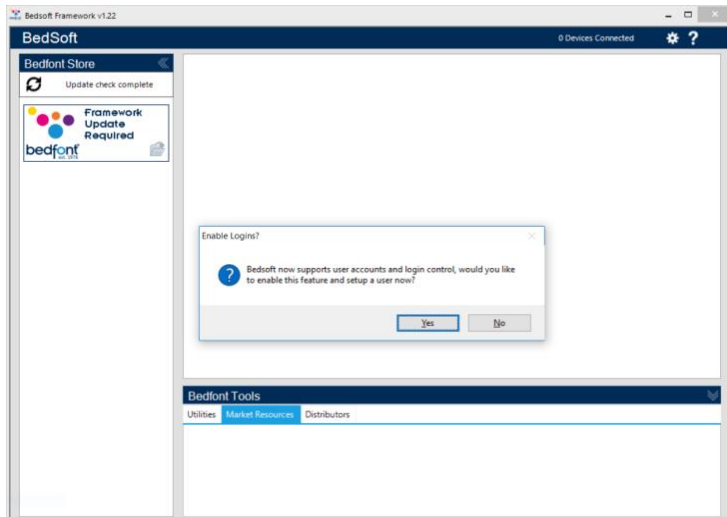 Bedsoft Framework v1.22
BedSoft
0 Devices Connected
?
Bedfont Store
Update check complete
Framework
Update
Required
bedfont
est. 1976
Enable Logins?
?
Bedsoft now supports user accounts and login control, would you like
to enable this feature and setup a user now?
Yes
No
Bedfont Tools
Utilities
Market Resources
Distributors